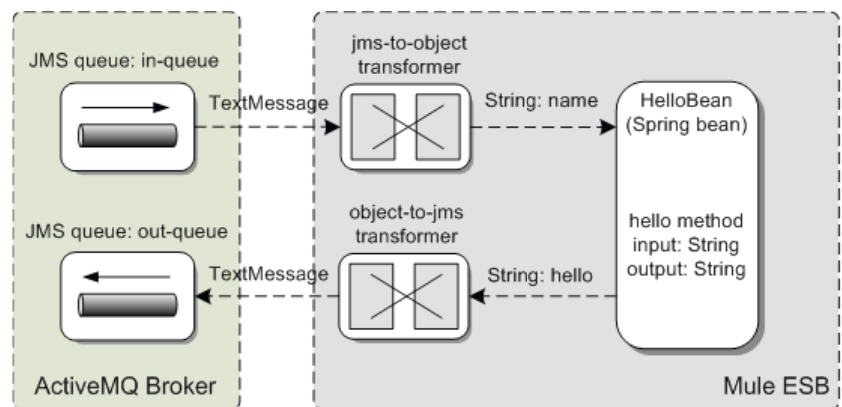 JMS queue: in-queue
TextMessage
jms-to-object
transformer
String: name
HelloBean
(Spring bean)
hello method
input: String
output: String
JMS queue: out-queue
TextMessage
object-to-jms
transformer
String: hello
ActiveMQ Broker
Mule ESB